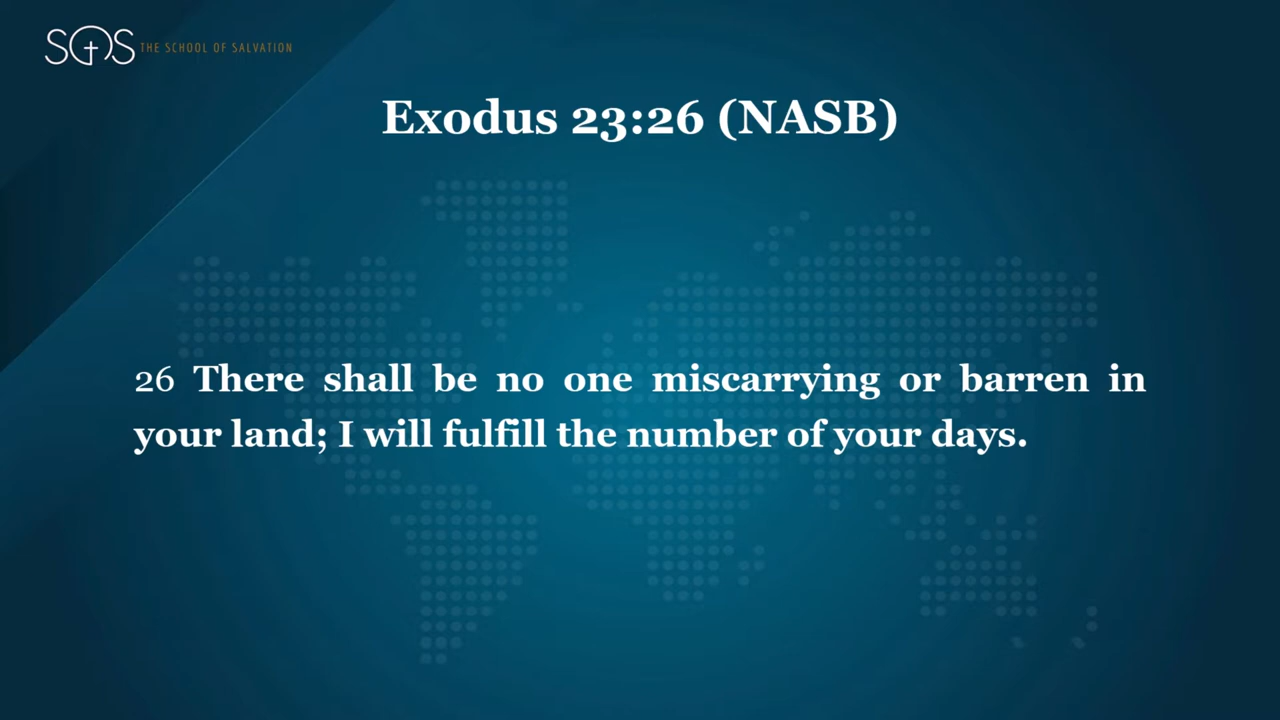 SOS THE SCHOOL OF SALVATION
Exodus 23:26 (NASB)
26 There shall be no one miscarrying or barren in
your land; I will fulfill the number of your days.